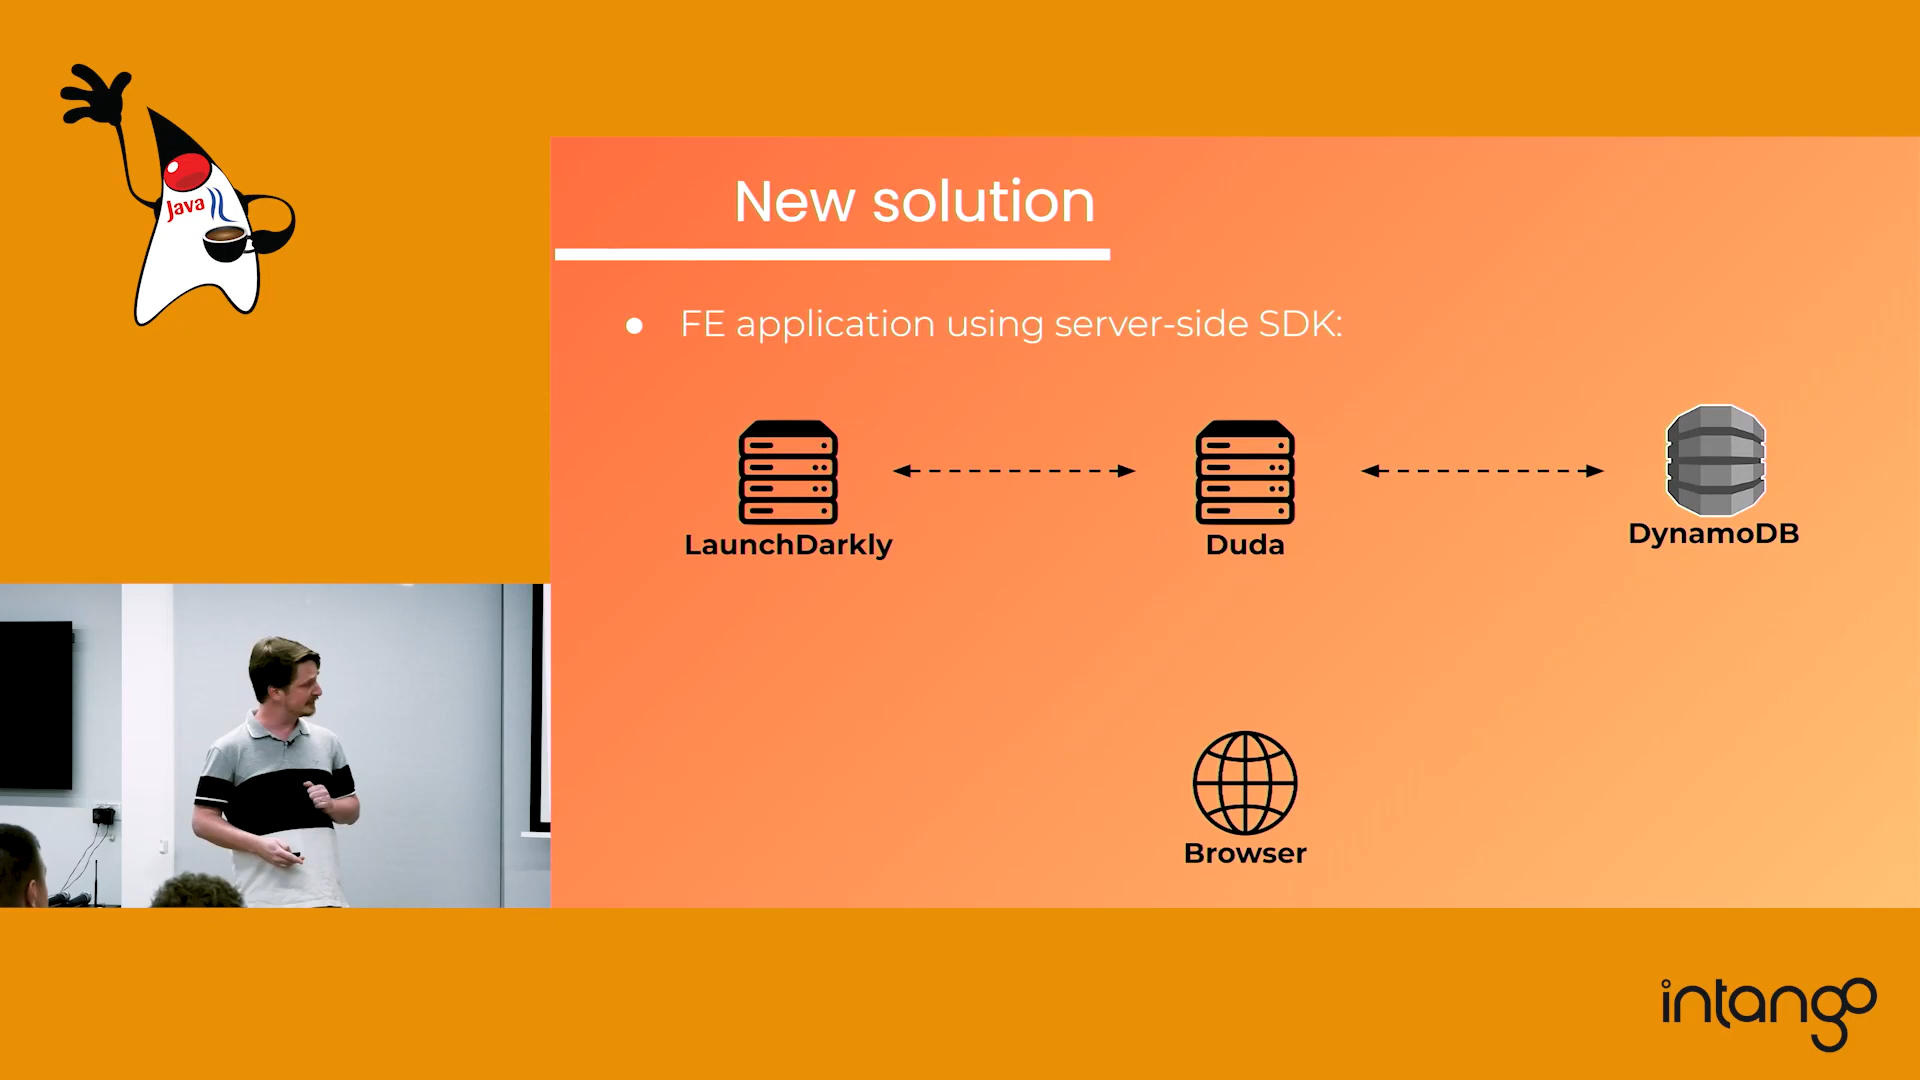 Java
New solution
FE application using server-side SDK:
LaunchDarkly
Duda
DynamoDB
Browser
intango